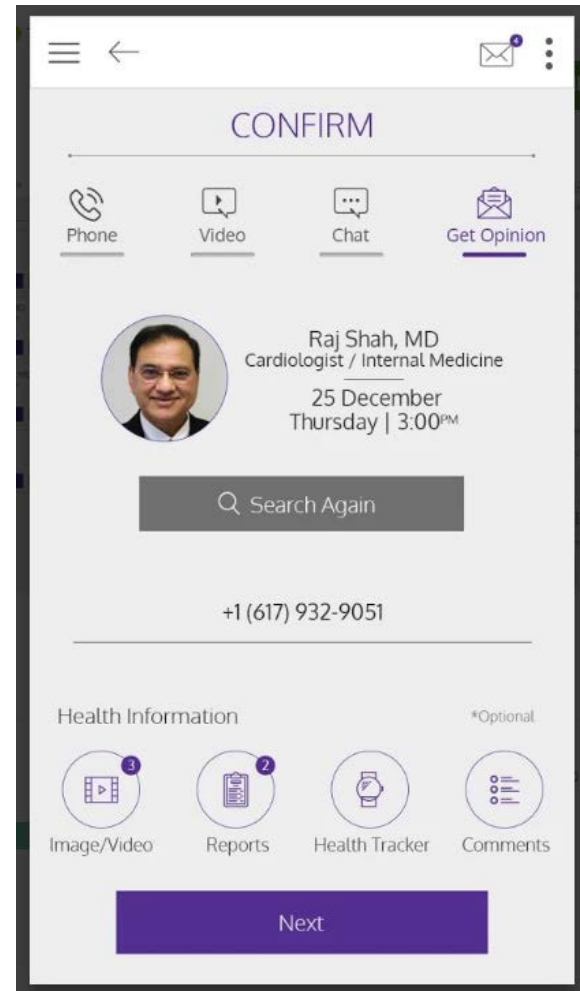 4
CONFIRM
Phone Video Chat Get Opinion
Raj Shah, MD
Cardiologist / Internal Medicine
25 December
Thursday | 3:00PM
Search Again
+1 (617) 932-9051
Health Information *Optional
3 2
Image/Video Reports Health Tracker Comments
Next